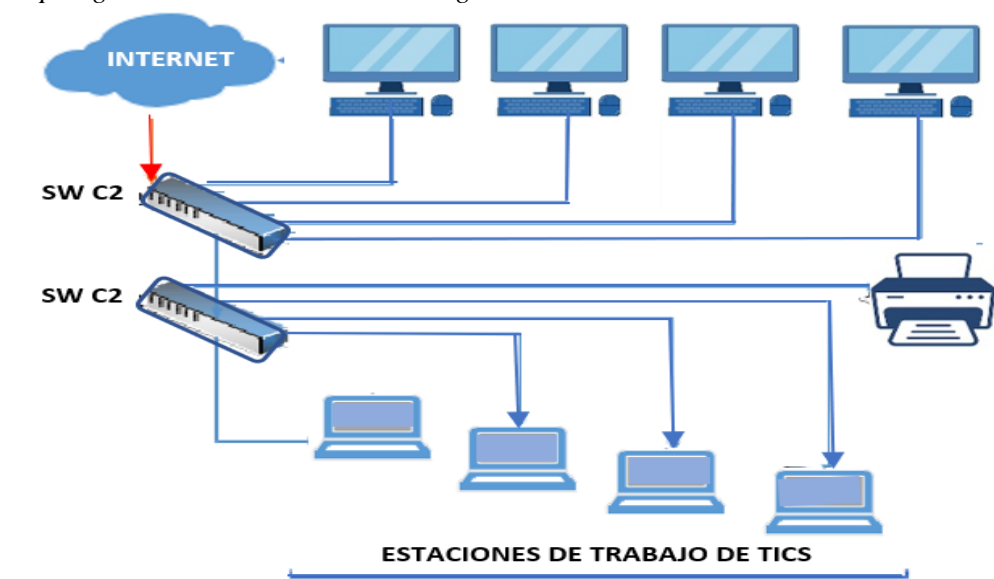 INTERNET
SW C2
SW C2
ESTACIONES DE TRABAJO DE TICS